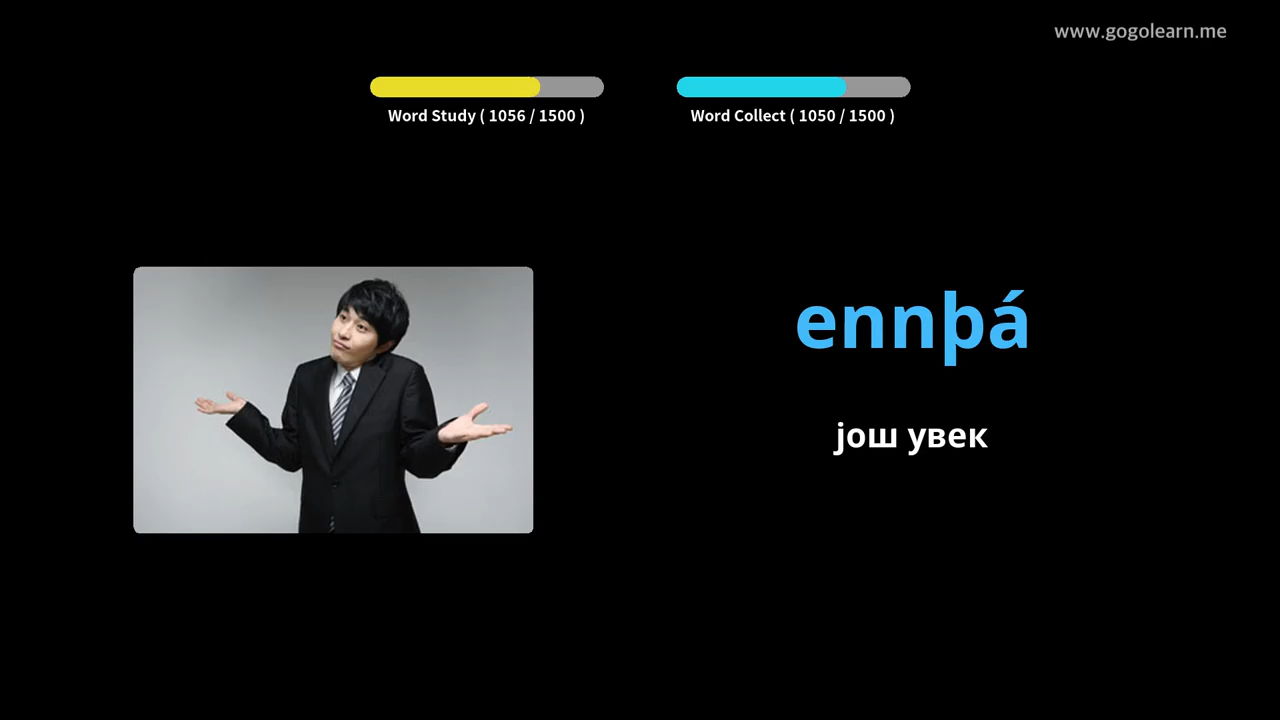 www.gogolearn.me
Word Study ( 1056 / 1500 )
Word Collect ( 1050 / 1500 )
ennþá
још увек